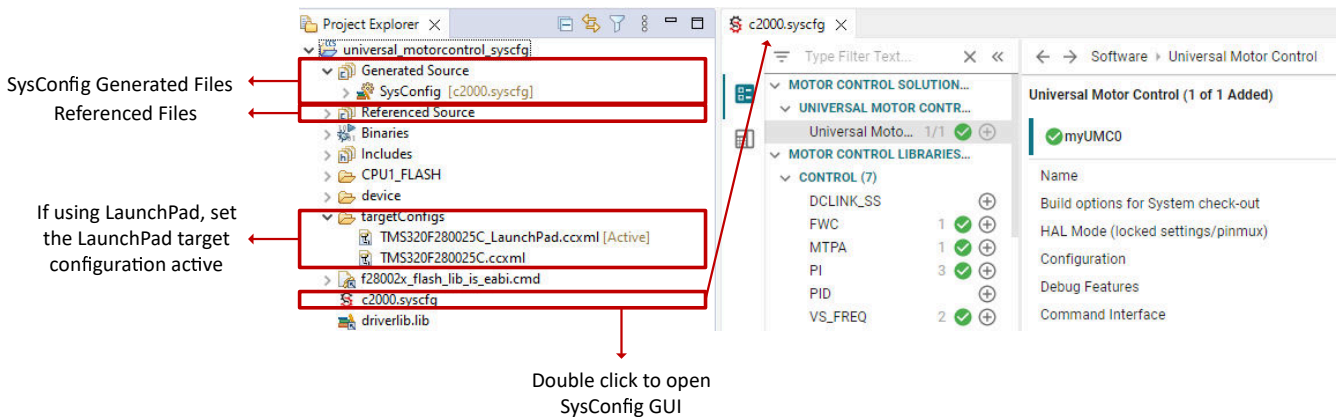 SysConfig Generated Files
Referenced Files
If using LaunchPad, set
the LaunchPad target
configuration active
Project Explorer
universal_motorcontrol_syscfg
Generated Source
SysConfig [c2000.syscfg]
Referenced Source
Binaries
Includes
CPU1_FLASH
device
targetConfigs
TMS320F280025C_LaunchPad.ccxml [Active]
TMS320F280025C.ccxml
f28002x_flash_lib_is_eabi.cmd
c2000.syscfg
driverlib.lib
Double click to open
SysConfig GUI
c2000.syscfg
Type Filter Text...
MOTOR CONTROL SOLUTION...
UNIVERSAL MOTOR CONTR...
Universal Moto... 1/1
MOTOR CONTROL LIBRARIES...
CONTROL (7)
DCLINK_SS
FWC 1
MTPA 1
PI 3
PID
VS_FREQ 2
Software › Universal Motor Control
Universal Motor Control (1 of 1 Added)
myUMC0
Name
Build options for System check-out
HAL Mode (locked settings/pinmux)
Configuration
Debug Features
Command Interface